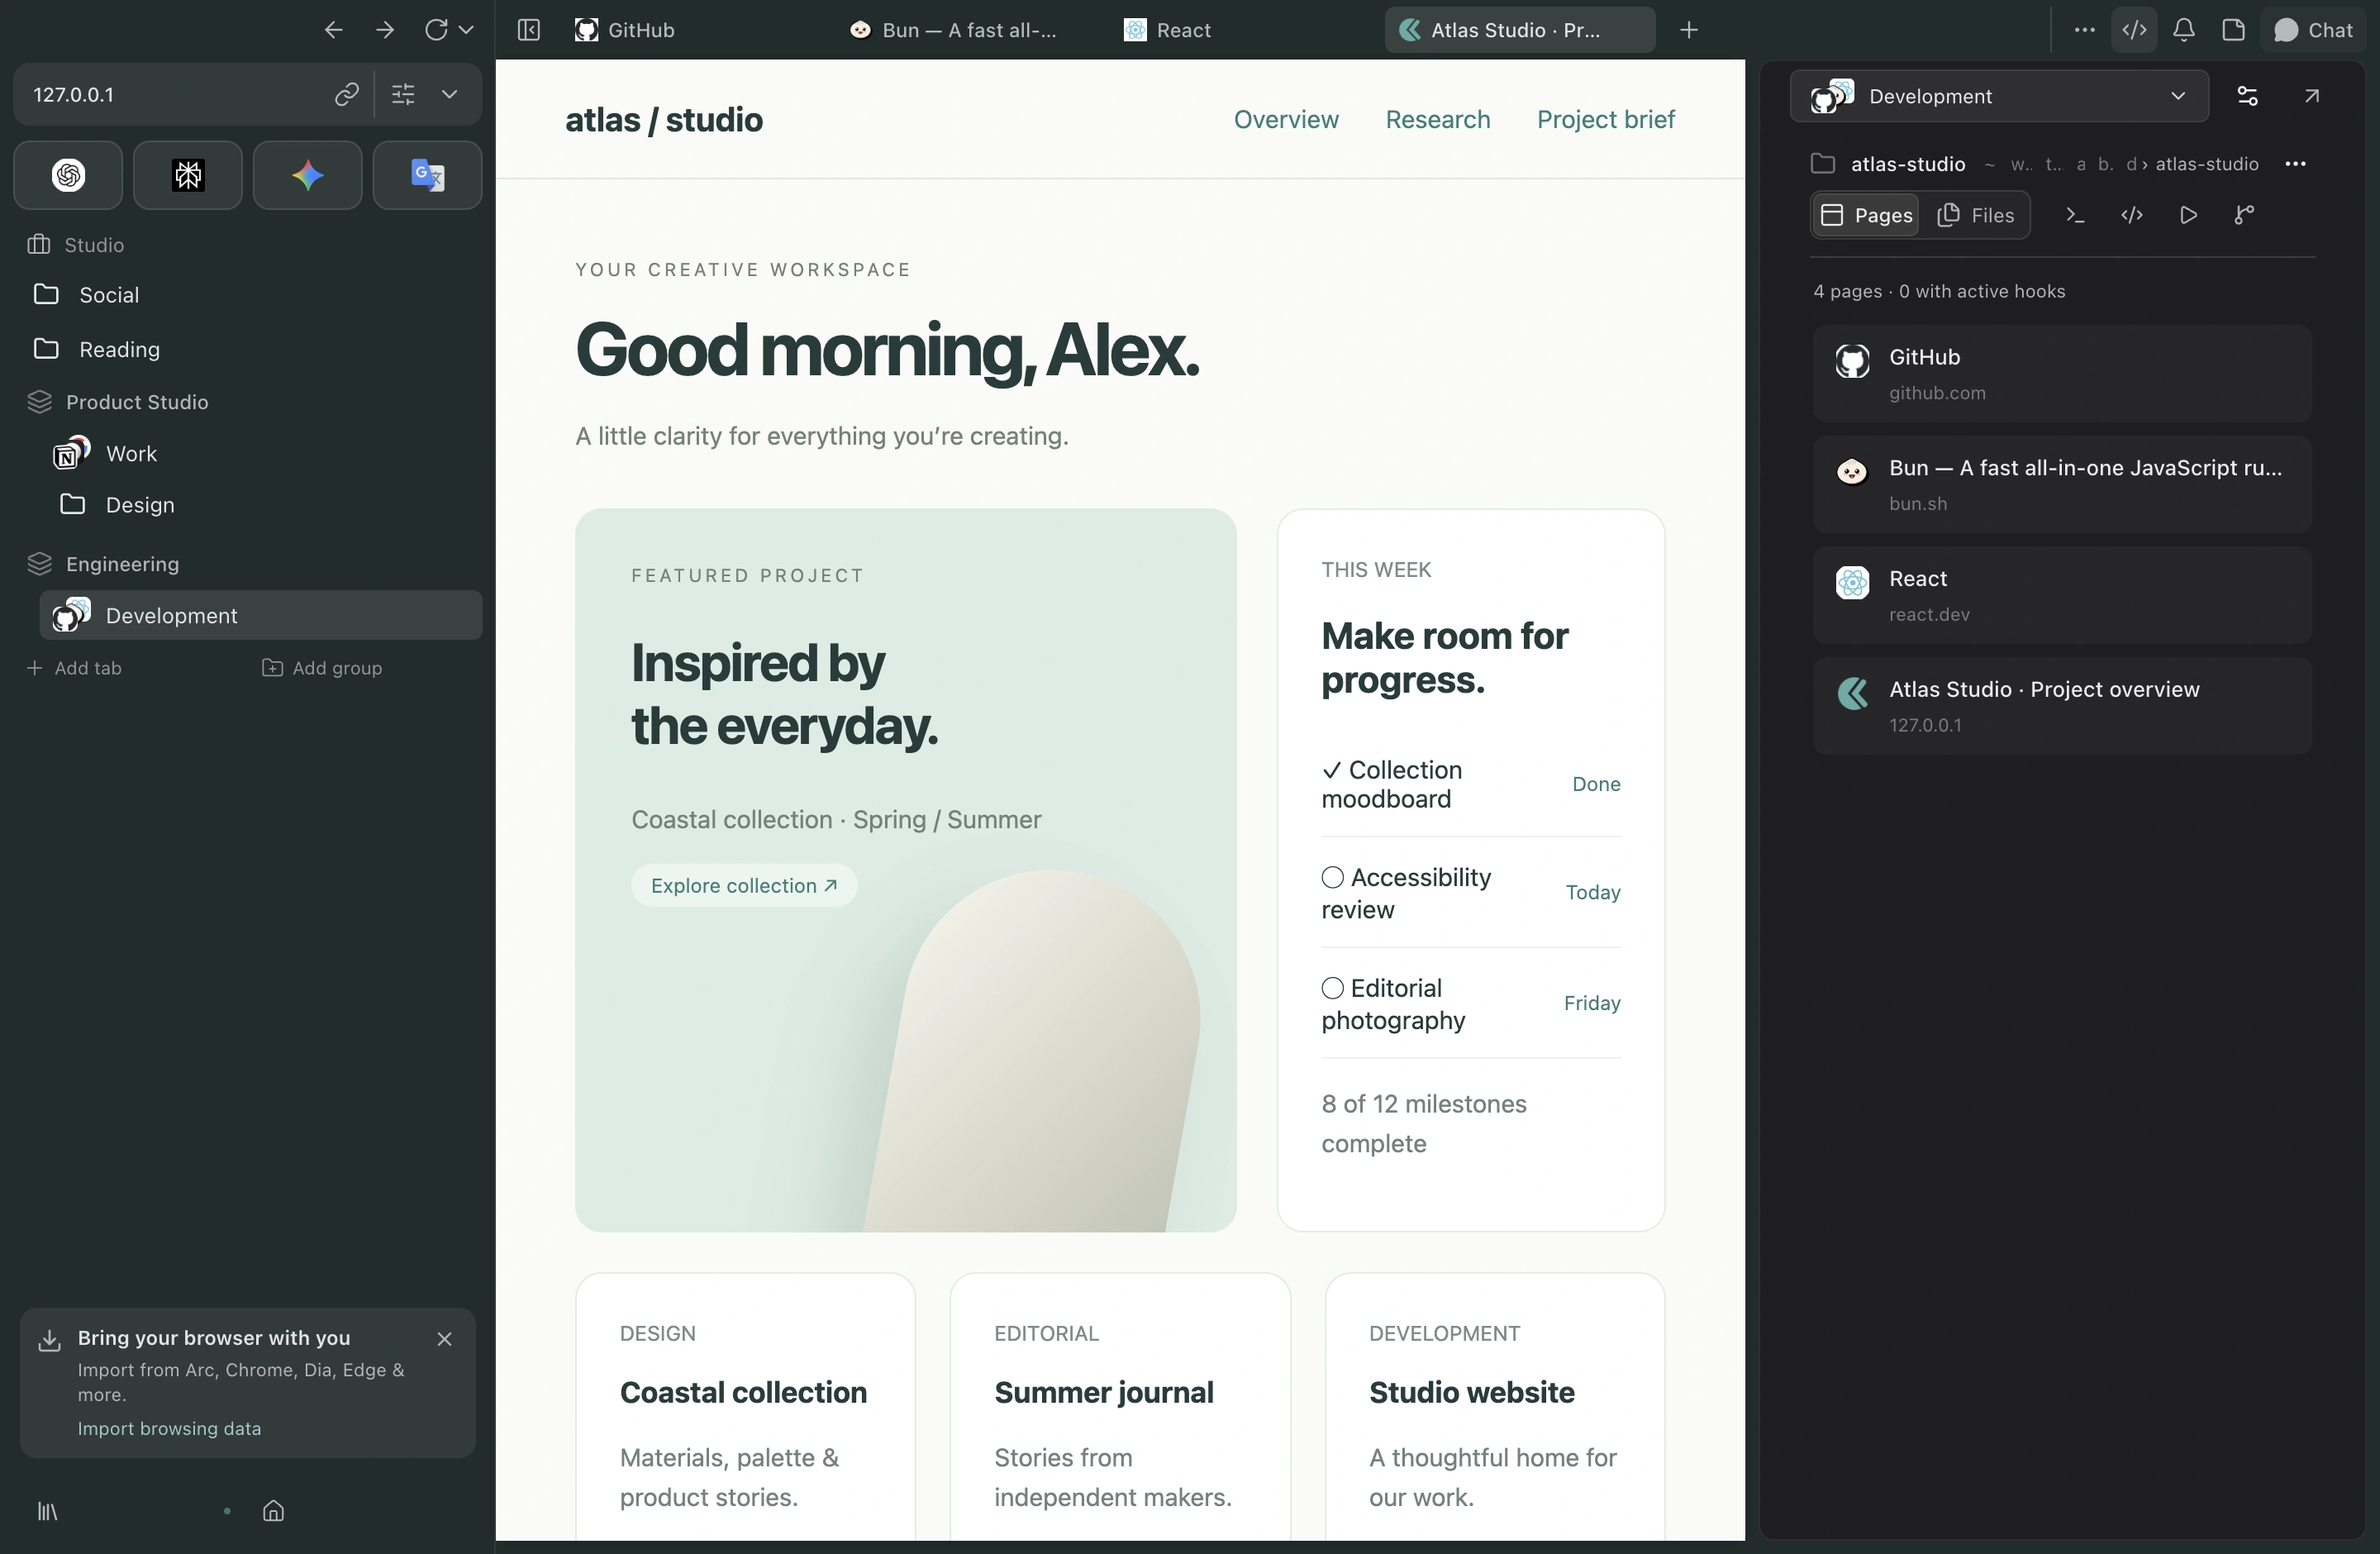 GitHub
Bun — A fast all-...
React
Atlas Studio · Pr...
Chat
127.0.0.1
Studio
Social
Reading
Product Studio
Work
Design
Engineering
Development
Add tab
Add group
Bring your browser with you
Import from Arc, Chrome, Dia, Edge &
more.
Import browsing data
atlas / studio
Overview
Research
Project brief
YOUR CREATIVE WORKSPACE
Good morning, Alex.
A little clarity for everything you’re creating.
FEATURED PROJECT
Inspired by
the everyday.
Coastal collection · Spring / Summer
Explore collection ↗
THIS WEEK
Make room for
progress.
✓ Collection
moodboard
Done
○ Accessibility
review
Today
○ Editorial
photography
Friday
8 of 12 milestones
complete
DESIGN
Coastal collection
Materials, palette &
product stories.
EDITORIAL
Summer journal
Stories from
independent makers.
DEVELOPMENT
Studio website
A thoughtful home for
our work.
Development
atlas-studio ~ w.. t... a b. d › atlas-studio
Pages
Files
4 pages · 0 with active hooks
GitHub
github.com
Bun — A fast all-in-one JavaScript ru...
bun.sh
React
react.dev
Atlas Studio · Project overview
127.0.0.1